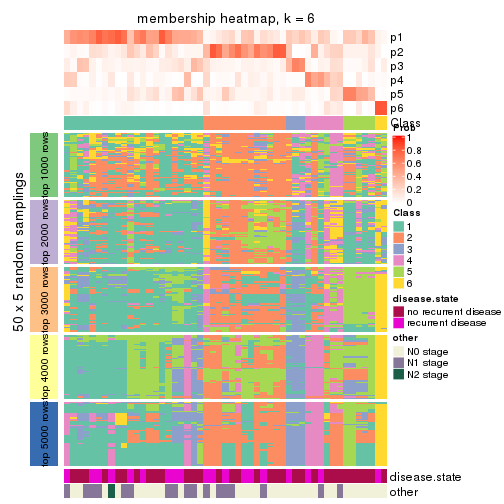 membership heatmap, k = 6
p1
p2
p3
p4
p5
p6
Class
Prob
1
0.8
0.6
0.4
0.2
0
Class
1
2
3
4
5
6
disease.state
no recurrent disease
recurrent disease
other
N0 stage
N1 stage
N2 stage
50 x 5 random samplings
top 1000 rows
top 2000 rows
top 3000 rows
top 4000 rows
top 5000 rows
disease.state
other